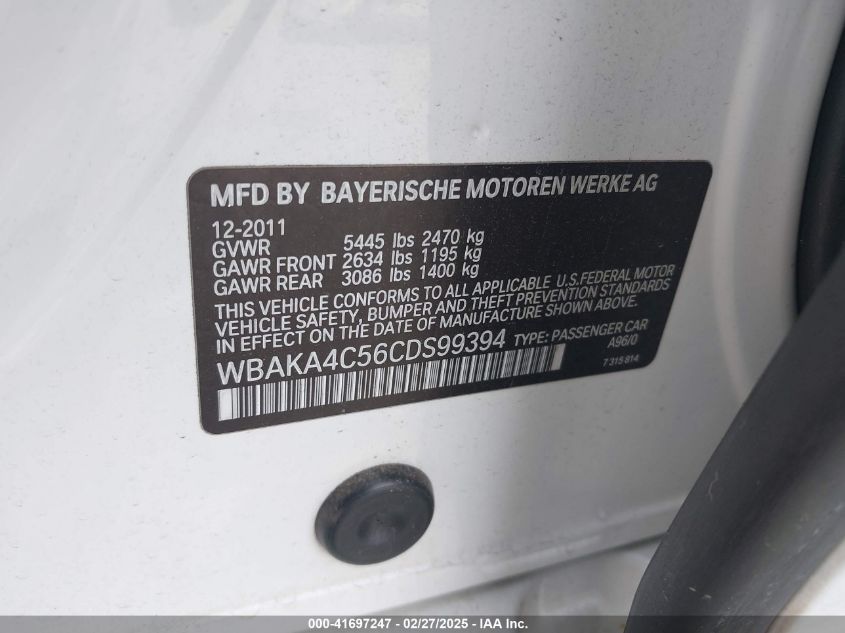 MFD BY BAYERISCHE MOTOREN WERKE AG
12-2011
GVWR 5445 lbs 2470 kg
GAWR FRONT 2634 lbs 1195 kg
GAWR REAR 3086 lbs 1400 kg
THIS VEHICLE CONFORMS TO ALL APPLICABLE U.S.FEDERAL MOTOR
VEHICLE SAFETY, BUMPER AND THEFT PREVENTION STANDARDS
IN EFFECT ON THE DATE OF MANUFACTURE SHOWN ABOVE.
WBAKA4C56CDS99394 TYPE: PASSENGER CAR
A96/0
7 315 814
000-41697247 - 02/27/2025 - IAA Inc.